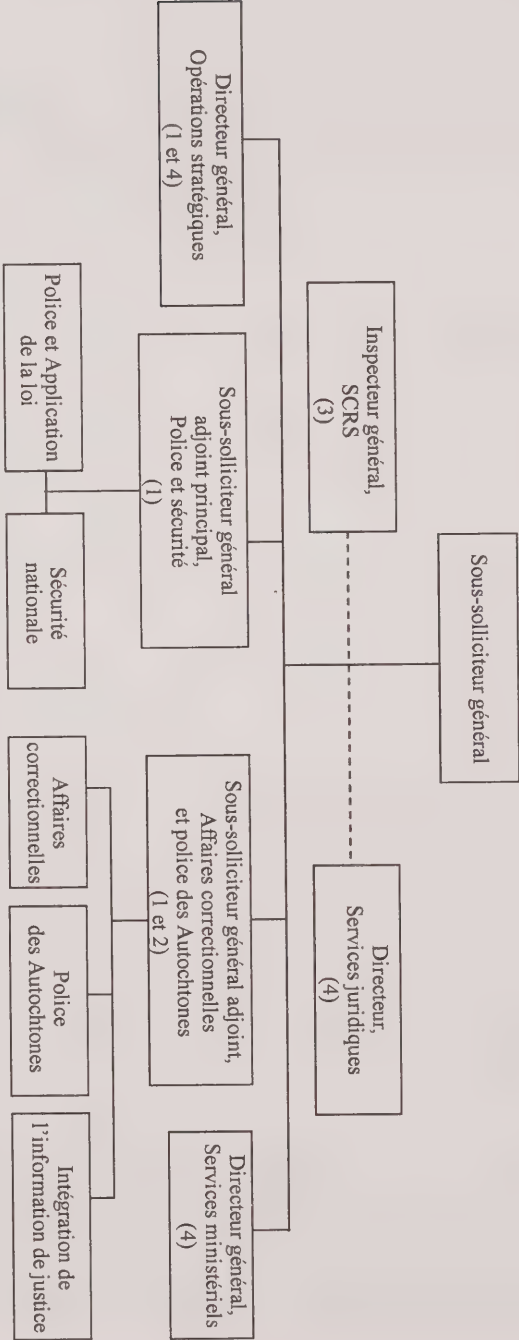 Sous-solliciteur général
Inspecteur général,
SCRS
(3)
Directeur,
Services juridiques
(4)
Directeur général,
Opérations stratégiques
(1 et 4)
Sous-solliciteur général
adjoint principal,
Police et sécurité
(1)
Sous-solliciteur général adjoint,
Affaires correctionnelles
et police des Autochtones
(1 et 2)
Directeur général,
Services ministériels
(4)
Police et Application
de la loi
Sécurité
nationale
Affaires
correctionnelles
Police
des Autochtones
Intégration de
l'information de justice